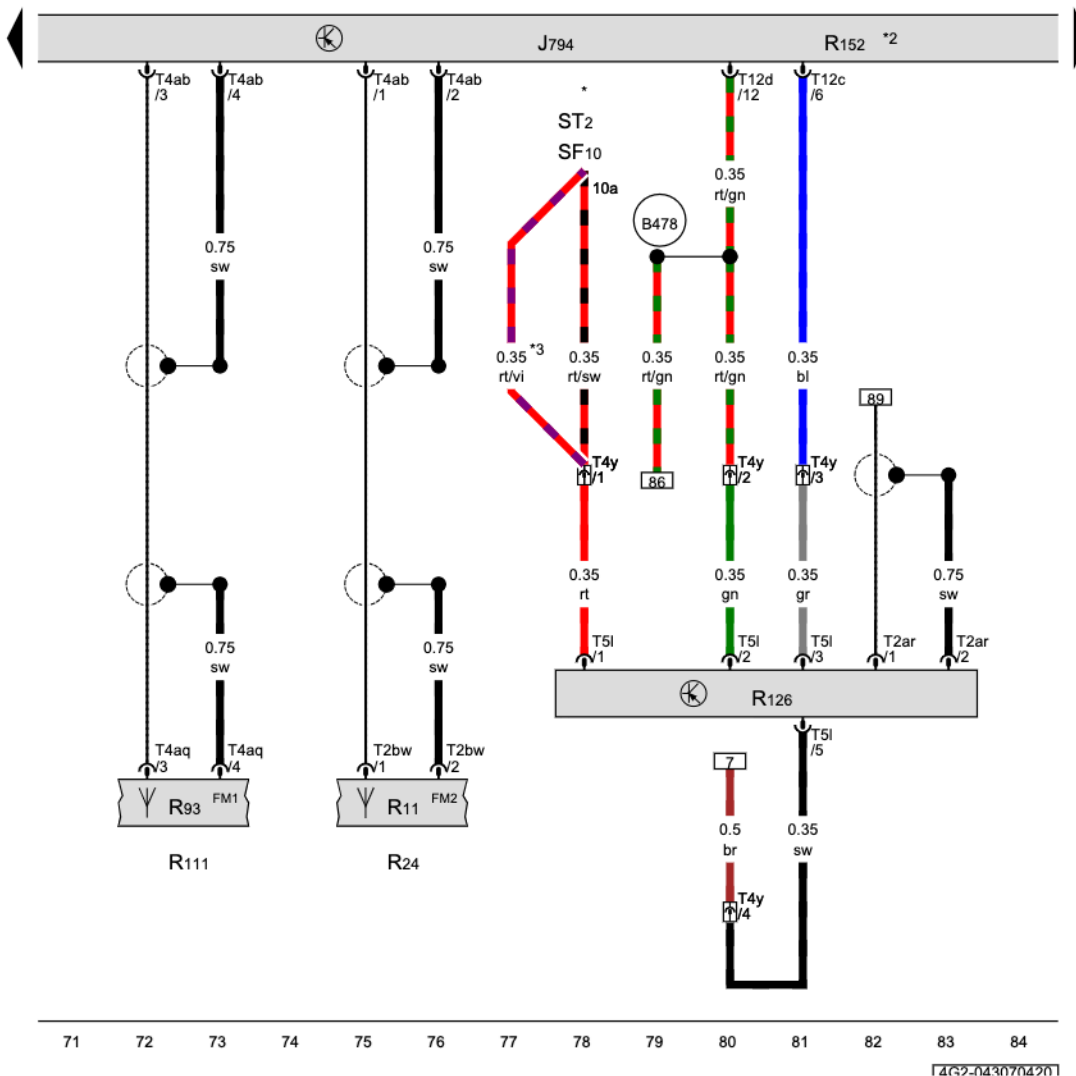 J794 R152 *2
T4ab
/3
T4ab
/4
T4ab
/1
T4ab
/2
T12d
/12
T12c
/6
*
ST2
SF10
10a
0.35
rt/gn
B478
0.75
sw
0.75
sw
0.35 *3
rt/vi
0.35
rt/sw
0.35
rt/gn
0.35
rt/gn
0.35
bl
89
T4y
/1
86
T4y
/2
T4y
/3
0.35
rt
0.35
gn
0.35
gr
0.75
sw
0.75
sw
0.75
sw
T5l
/1
T5l
/2
T5l
/3
T2ar
/1
T2ar
/2
R126
T5l
/5
T4aq
/3
T4aq
/4
T2bw
/1
T2bw
/2
7
R93 FM1
R11 FM2
0.5
br
0.35
sw
R111
R24
T4y
/4
71 72 73 74 75 76 77 78 79 80 81 82 83 84
4G2-043070420